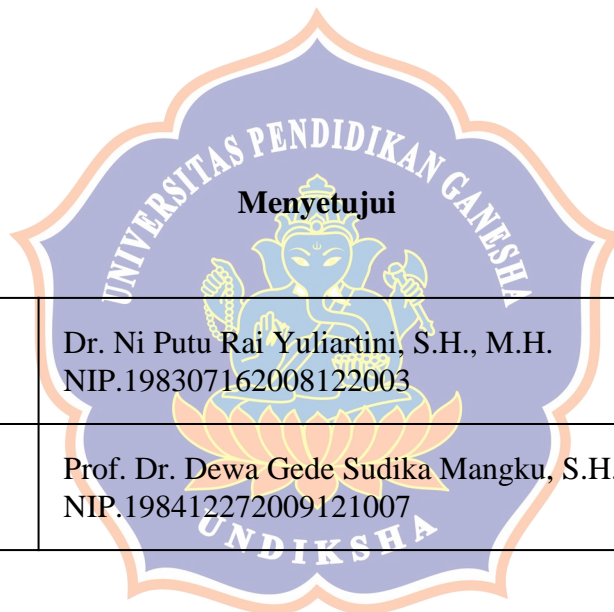 UNIVERSITAS PENDIDIKAN GANESHA
Menyetujui
Dr. Ni Putu Rai Yuliartini, S.H., M.H.
NIP.198307162008122003
Prof. Dr. Dewa Gede Sudika Mangku, S.H.
NIP.198412272009121007
UNDIKSHA